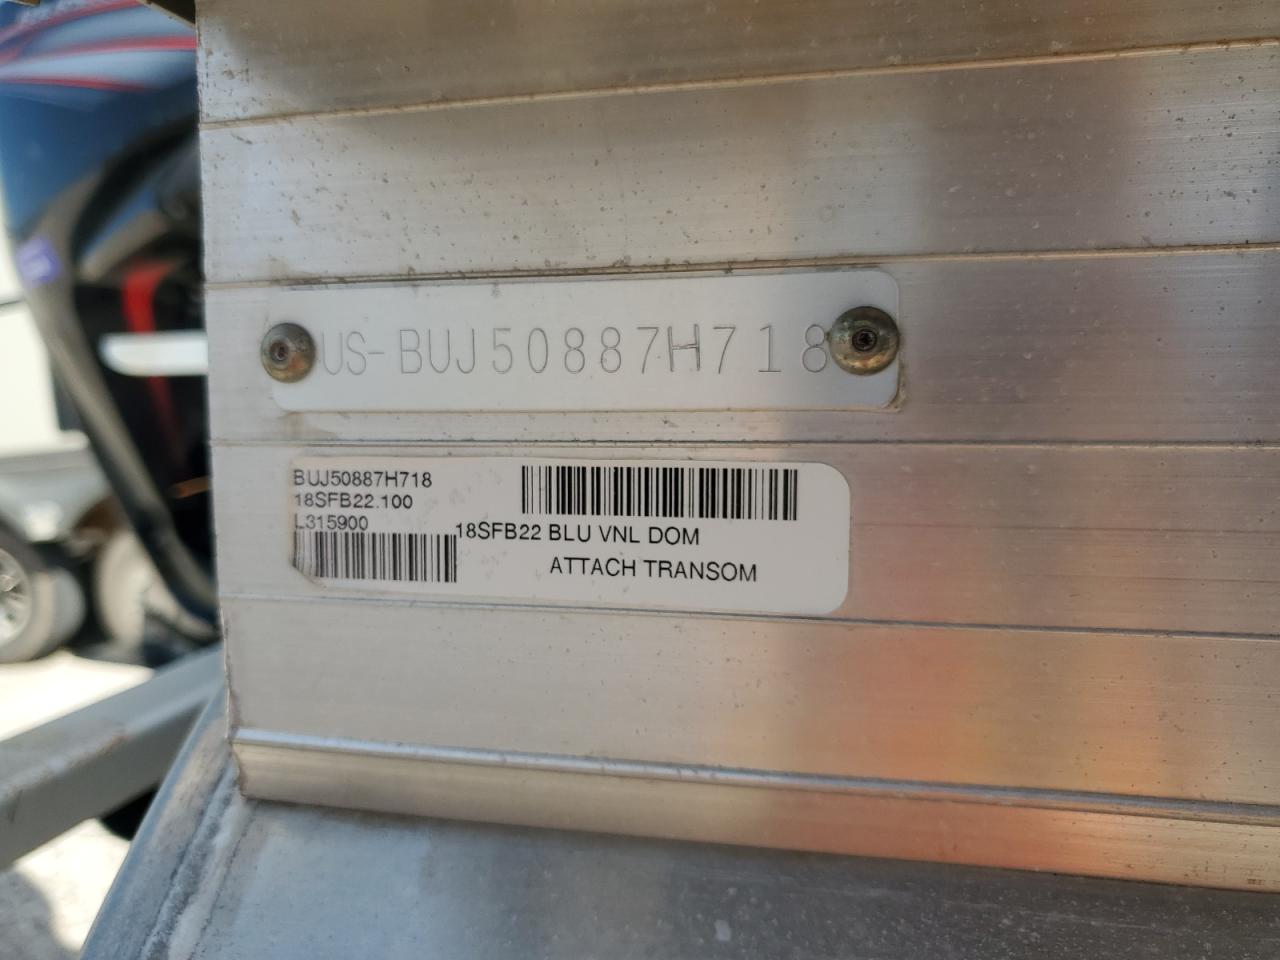 US-BUJ50887H718
BUJ50887H718
18SFB22.100
L315900
18SFB22 BLU VNL DOM
ATTACH TRANSOM